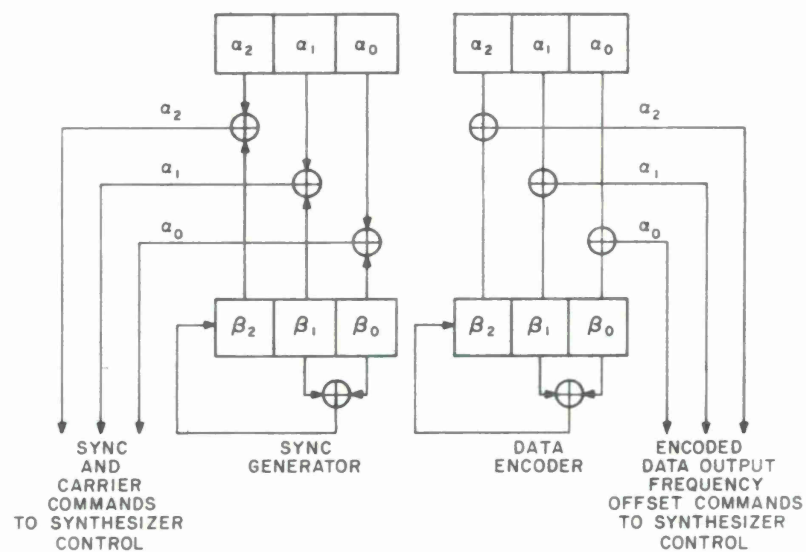 α₂ α₁ α₀
α₂ α₁ α₀
α₂
α₁
α₀
α₂
α₁
α₀
β₂ β₁ β₀
β₂ β₁ β₀
SYNC
AND
CARRIER
COMMANDS
TO SYNTHESIZER
CONTROL
SYNC
GENERATOR
DATA
ENCODER
ENCODED
DATA OUTPUT
FREQUENCY
OFFSET COMMANDS
TO SYNTHESIZER
CONTROL